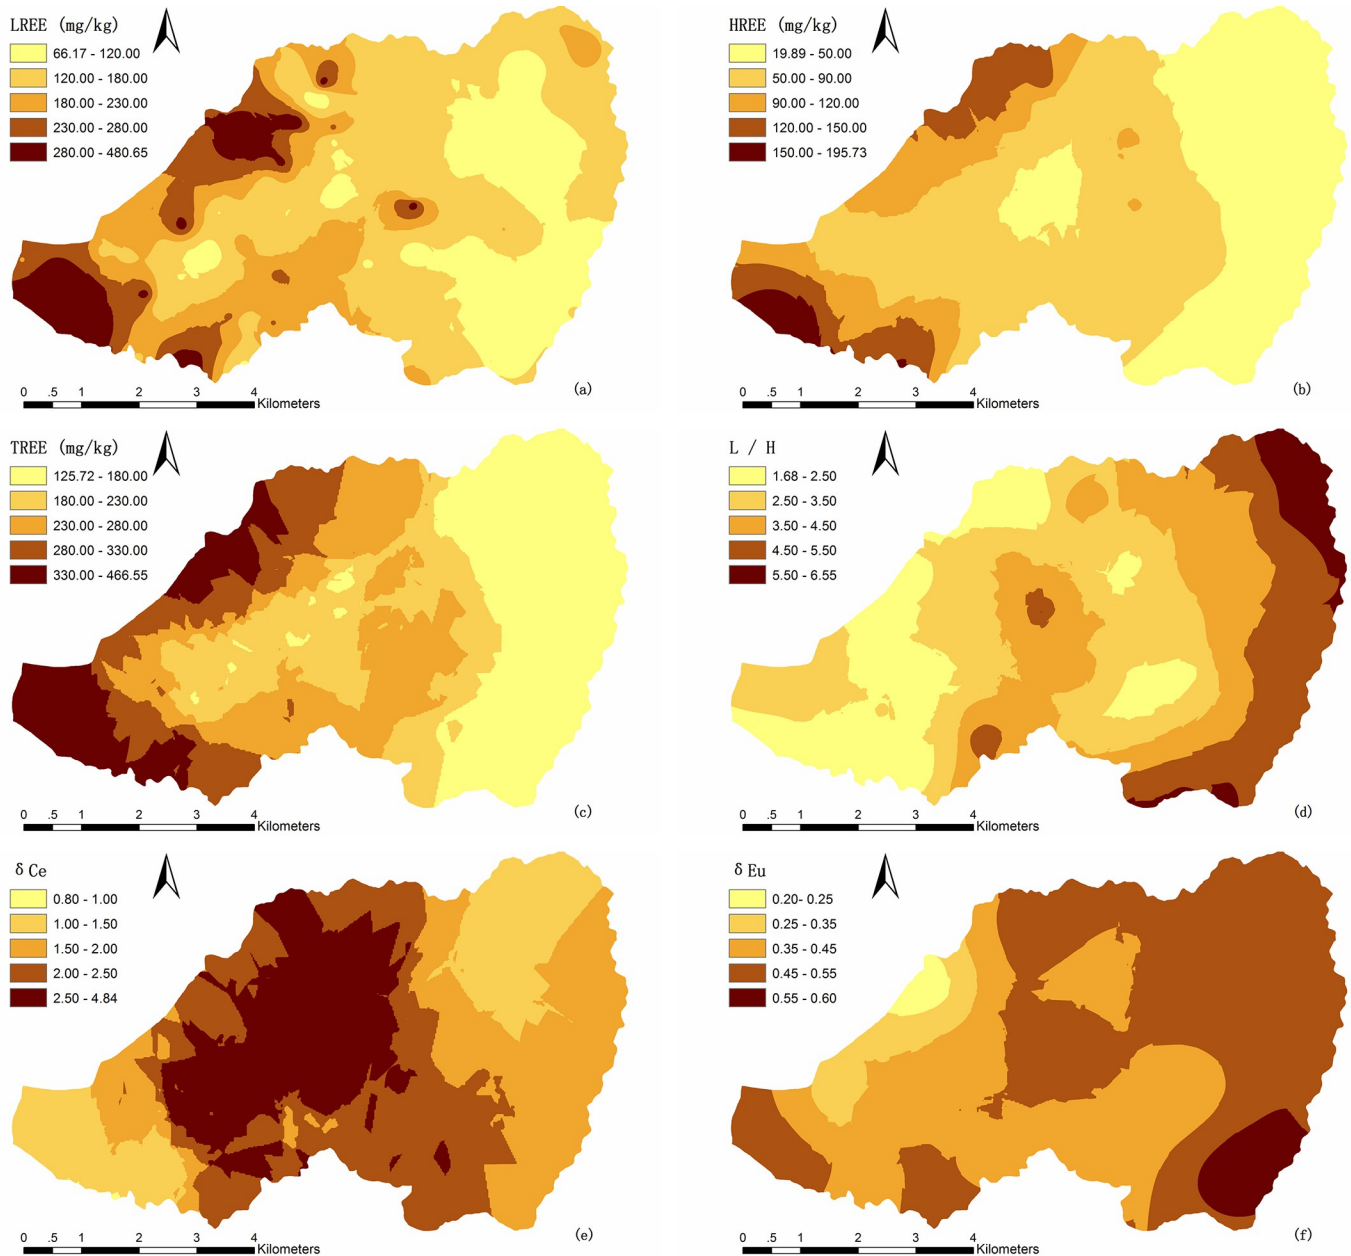 LREE (mg/kg)
66.17 - 120.00
120.00 - 180.00
180.00 - 230.00
230.00 - 280.00
280.00 - 480.65
0 .5 1 2 3 4
Kilometers
(a)
HREE (mg/kg)
19.89 - 50.00
50.00 - 90.00
90.00 - 120.00
120.00 - 150.00
150.00 - 195.73
0 .5 1 2 3 4
Kilometers
(b)
TREE (mg/kg)
125.72 - 180.00
180.00 - 230.00
230.00 - 280.00
280.00 - 330.00
330.00 - 466.55
0 .5 1 2 3 4
Kilometers
(c)
L / H
1.68 - 2.50
2.50 - 3.50
3.50 - 4.50
4.50 - 5.50
5.50 - 6.55
0 .5 1 2 3 4
Kilometers
(d)
δ Ce
0.80 - 1.00
1.00 - 1.50
1.50 - 2.00
2.00 - 2.50
2.50 - 4.84
0 .5 1 2 3 4
Kilometers
(e)
δ Eu
0.20- 0.25
0.25 - 0.35
0.35 - 0.45
0.45 - 0.55
0.55 - 0.60
0 .5 1 2 3 4
Kilometers
(f)